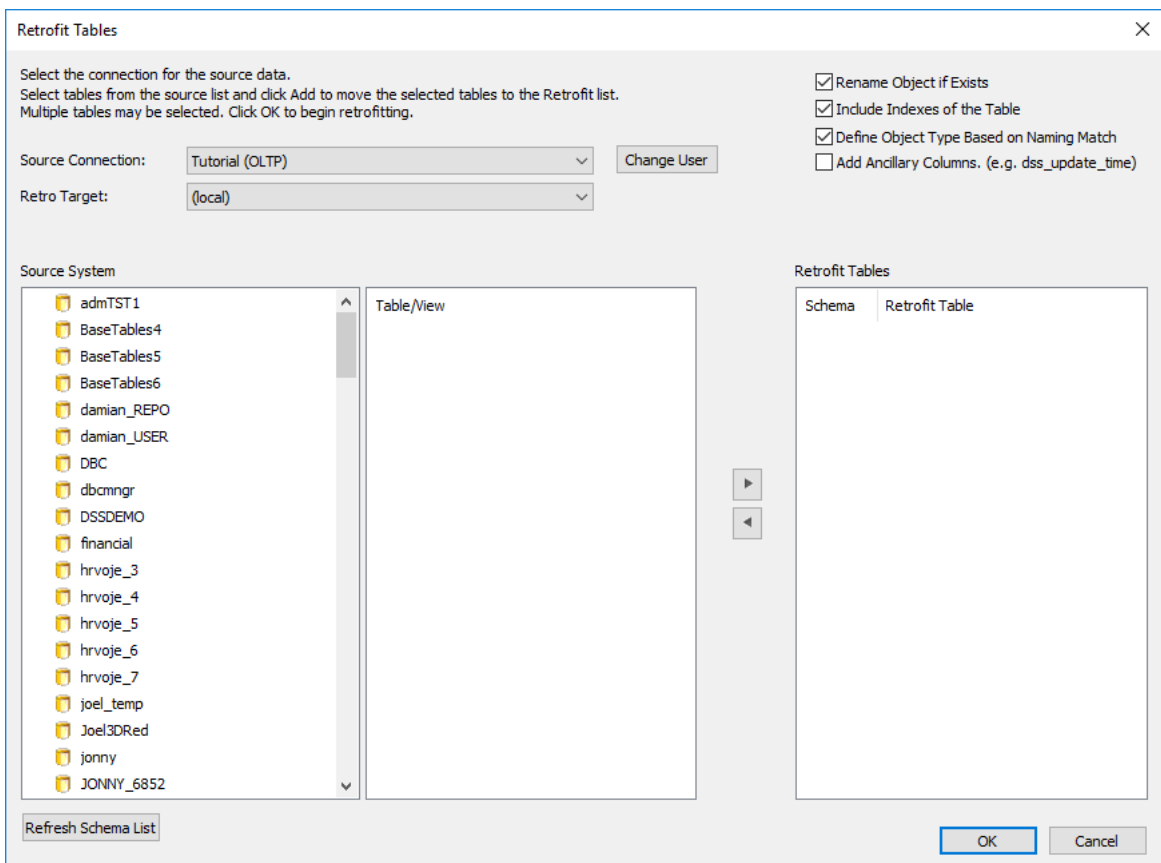 Retrofit Tables
Select the connection for the source data.
Select tables from the source list and click Add to move the selected tables to the Retrofit list.
Multiple tables may be selected. Click OK to begin retrofitting.
Rename Object if Exists
Include Indexes of the Table
Define Object Type Based on Naming Match
Add Ancillary Columns. (e.g. dss_update_time)
Source Connection:
Tutorial (OLTP)
Change User
Retro Target:
(local)
Source System
admTST1
BaseTables4
BaseTables5
BaseTables6
damian_REPO
damian_USER
DBC
dbcmngr
DSSDEMO
financial
hrvoje_3
hrvoje_4
hrvoje_5
hrvoje_6
hrvoje_7
joel_temp
Joel3DRed
jonny
JONNY_6852
Table/View
Retrofit Tables
Schema Retrofit Table
Refresh Schema List
OK
Cancel